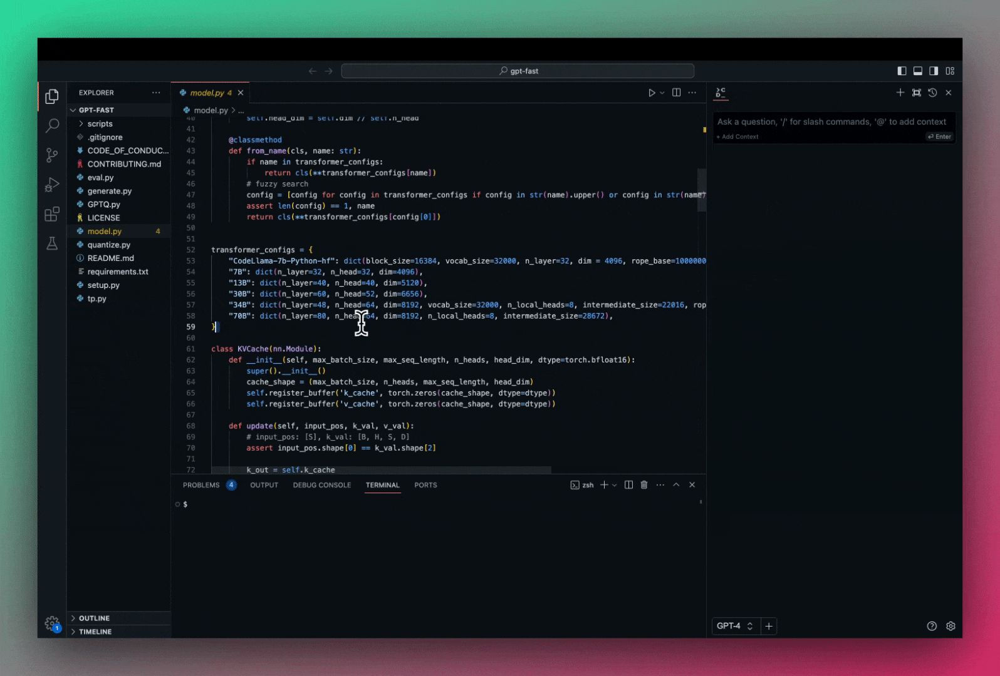 gpt-fast
EXPLORER
GPT-FAST
scripts
.gitignore
CODE_OF_CONDUC...
CONTRIBUTING.md
eval.py
generate.py
GPTQ.py
LICENSE
model.py 4
quantize.py
README.md
requirements.txt
setup.py
tp.py
OUTLINE
TIMELINE
1
model.py 4
model.py > ...
40 self.head_dim = self.dim // self.n_head
41
42 @classmethod
43 def from_name(cls, name: str):
44 if name in transformer_configs:
45 return cls(**transformer_configs[name])
46 # fuzzy search
47 config = [config for config in transformer_configs if config in str(name).upper() or config in str(name)
48 assert len(config) == 1, name
49 return cls(**transformer_configs[config[0]])
50
51
52 transformer_configs = {
53 "CodeLlama-7b-Python-hf": dict(block_size=16384, vocab_size=32000, n_layer=32, dim = 4096, rope_base=1000000
54 "7B": dict(n_layer=32, n_head=32, dim=4096),
55 "13B": dict(n_layer=40, n_head=40, dim=5120),
56 "30B": dict(n_layer=60, n_head=52, dim=6656),
57 "34B": dict(n_layer=48, n_head=64, dim=8192, vocab_size=32000, n_local_heads=8, intermediate_size=22016, rop
58 "70B": dict(n_layer=80, n_head=64, dim=8192, n_local_heads=8, intermediate_size=28672),
59 }
60
61 class KVCache(nn.Module):
62 def __init__(self, max_batch_size, max_seq_length, n_heads, head_dim, dtype=torch.bfloat16):
63 super().__init__()
64 cache_shape = (max_batch_size, n_heads, max_seq_length, head_dim)
65 self.register_buffer('k_cache', torch.zeros(cache_shape, dtype=dtype))
66 self.register_buffer('v_cache', torch.zeros(cache_shape, dtype=dtype))
67
68 def update(self, input_pos, k_val, v_val):
69 # input_pos: [S], k_val: [B, H, S, D]
70 assert input_pos.shape[0] == k_val.shape[2]
71
72 k_out = self.k_cache
PROBLEMS 4 OUTPUT DEBUG CONSOLE TERMINAL PORTS
zsh
$
Ask a question, '/' for slash commands, '@' to add context
+ Add Context
Enter
GPT-4